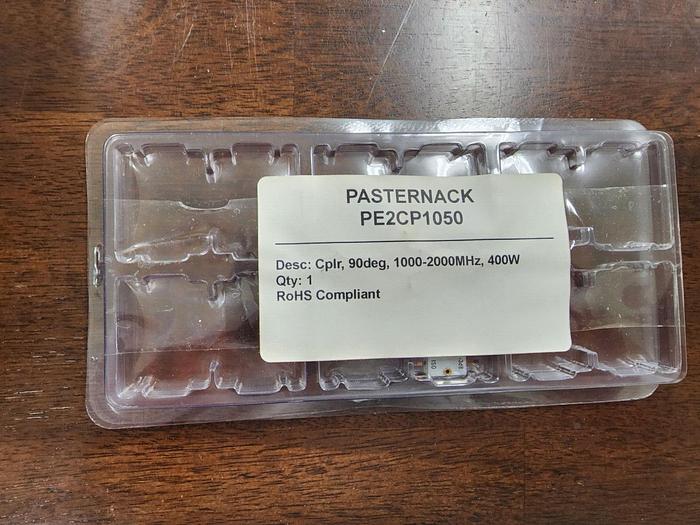 PASTERNACK
PE2CP1050
Desc: Cplr, 90deg, 1000-2000MHz, 400W
Qty: 1
RoHS Compliant